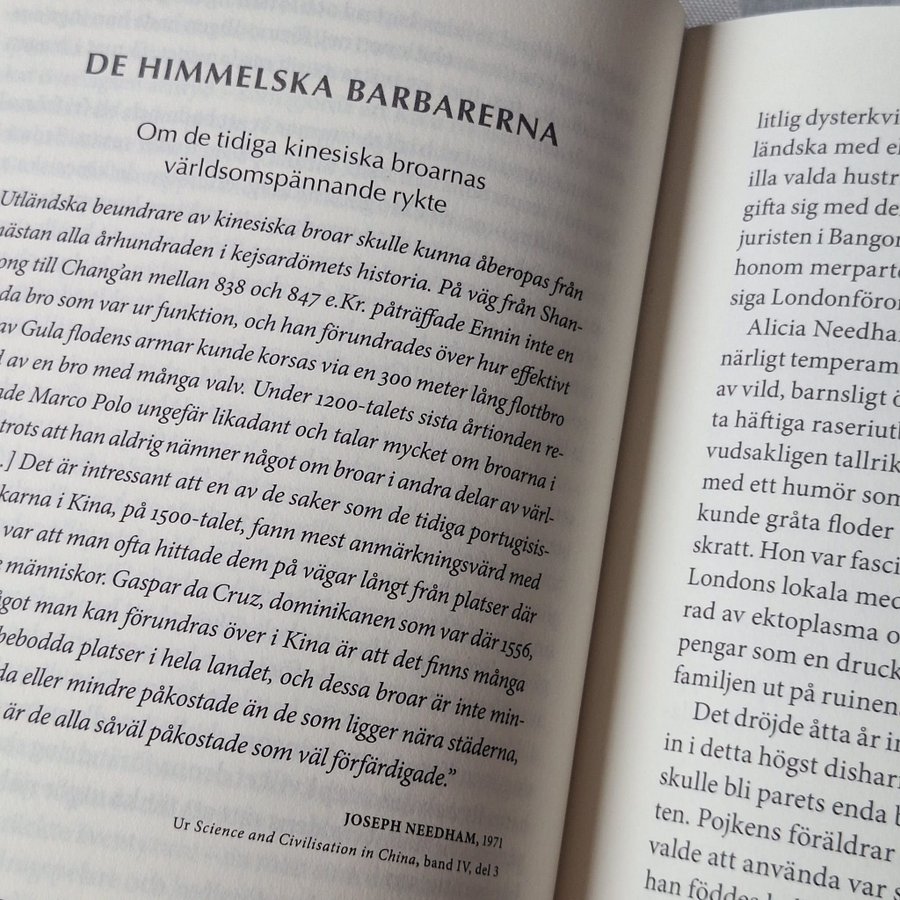 DE HIMMELSKA BARBARERNA
Om de tidiga kinesiska broarnas
världsomspännande rykte
Utländska beundrare av kinesiska broar skulle kunna åberopas från
nästan alla århundraden i kejsardömets historia. På väg från Shan-
ong till Chang'an mellan 838 och 847 e.Kr. påträffade Ennin inte en
da bro som var ur funktion, och han förundrades över hur effektivt
av Gula flodens armar kunde korsas via en 300 meter lång flottbro
d av en bro med många valv. Under 1200-talets sista årtionden re-
de Marco Polo ungefär likadant och talar mycket om broarna i
trots att han aldrig nämner något om broar i andra delar av värl-
.] Det är intressant att en av de saker som de tidiga portugisis-
karna i Kina, på 1500-talet, fann mest anmärkningsvärd med
var att man ofta hittade dem på vägar långt från platser där
människor. Gaspar da Cruz, dominikanen som var där 1556,
ågot man kan förundras över i Kina är att det finns många
bebodda platser i hela landet, och dessa broar är inte min-
da eller mindre påkostade än de som ligger nära städerna,
är de alla såväl påkostade som väl förfärdigade.”
JOSEPH NEEDHAM, 1971
Ur Science and Civilisation in China, band IV, del 3
litlig dysterkvi
ländska med el
illa valda hustr
gifta sig med de
juristen i Bangor
honom merparte
siga Londonföror
Alicia Needhar
närligt temperam
av vild, barnsligt ö
ta häftiga raseriutl
vudsakligen tallrik
med ett humör som
kunde gråta floder
skratt. Hon var fasci
Londons lokala med
rad av ektoplasma o
pengar som en druck
familjen ut på ruinens
Det dröjde åtta år in
in i detta högst disharr
skulle bli parets enda b
ten. Pojkens föräldrar
valde att använda var s
han föddes